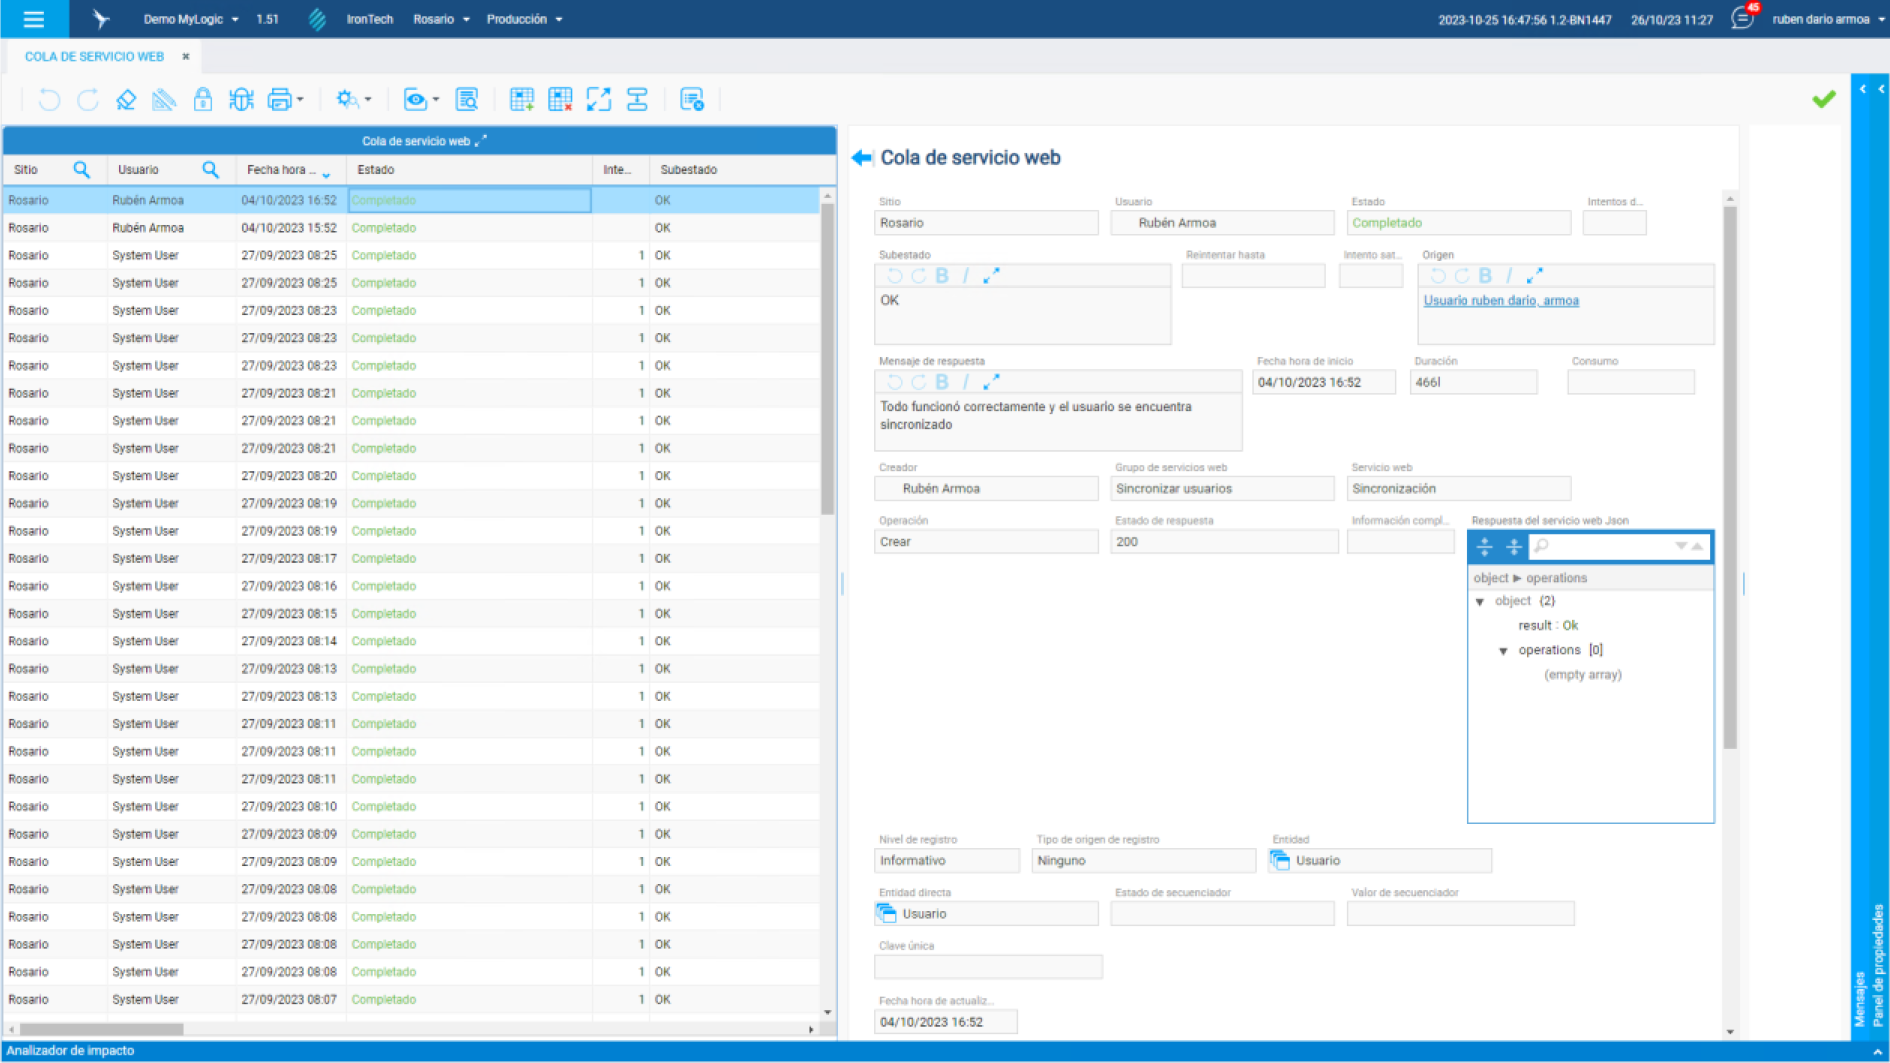 Demo MyLogic 1.51 IronTech Rosario Producción 2023-10-25 16:47:56 1.2-BN1447 26/10/23 11:27 45 ruben dario armoa
COLA DE SERVICIO WEB
Cola de servicio web
Sitio Usuario Fecha hora ... Estado Inte... Subestado
Rosario Rubén Armoa 04/10/2023 16:52 Completado OK
Rosario Rubén Armoa 04/10/2023 15:52 Completado OK
Rosario System User 27/09/2023 08:25 Completado 1 OK
Rosario System User 27/09/2023 08:25 Completado 1 OK
Rosario System User 27/09/2023 08:23 Completado 1 OK
Rosario System User 27/09/2023 08:23 Completado 1 OK
Rosario System User 27/09/2023 08:23 Completado 1 OK
Rosario System User 27/09/2023 08:21 Completado 1 OK
Rosario System User 27/09/2023 08:21 Completado 1 OK
Rosario System User 27/09/2023 08:21 Completado 1 OK
Rosario System User 27/09/2023 08:20 Completado 1 OK
Rosario System User 27/09/2023 08:19 Completado 1 OK
Rosario System User 27/09/2023 08:19 Completado 1 OK
Rosario System User 27/09/2023 08:17 Completado 1 OK
Rosario System User 27/09/2023 08:16 Completado 1 OK
Rosario System User 27/09/2023 08:15 Completado 1 OK
Rosario System User 27/09/2023 08:14 Completado 1 OK
Rosario System User 27/09/2023 08:13 Completado 1 OK
Rosario System User 27/09/2023 08:13 Completado 1 OK
Rosario System User 27/09/2023 08:11 Completado 1 OK
Rosario System User 27/09/2023 08:11 Completado 1 OK
Rosario System User 27/09/2023 08:11 Completado 1 OK
Rosario System User 27/09/2023 08:10 Completado 1 OK
Rosario System User 27/09/2023 08:09 Completado 1 OK
Rosario System User 27/09/2023 08:09 Completado 1 OK
Rosario System User 27/09/2023 08:08 Completado 1 OK
Rosario System User 27/09/2023 08:08 Completado 1 OK
Rosario System User 27/09/2023 08:08 Completado 1 OK
Rosario System User 27/09/2023 08:08 Completado 1 OK
Rosario System User 27/09/2023 08:07 Completado 1 OK
Cola de servicio web
Sitio Usuario Estado Intentos d...
Rosario Rubén Armoa Completado
Subestado Reintentar hasta Intento sat... Origen
B I B I
OK Usuario ruben dario, armoa
Mensaje de respuesta Fecha hora de inicio Duración Consumo
B I 04/10/2023 16:52 466l
Todo funcionó correctamente y el usuario se encuentra
sincronizado
Creador Grupo de servicios web Servicio web
Rubén Armoa Sincronizar usuarios Sincronización
Operación Estado de respuesta Información compl... Respuesta del servicio web Json
Crear 200
object ► operations
object {2}
result : Ok
operations [0]
(empty array)
Nivel de registro Tipo de origen de registro Entidad
Informativo Ninguno Usuario
Entidad directa Estado de secuenciador Valor de secuenciador
Usuario
Clave única
Fecha hora de actualiz...
04/10/2023 16:52
Mensajes
Panel de propiedades
Analizador de impacto